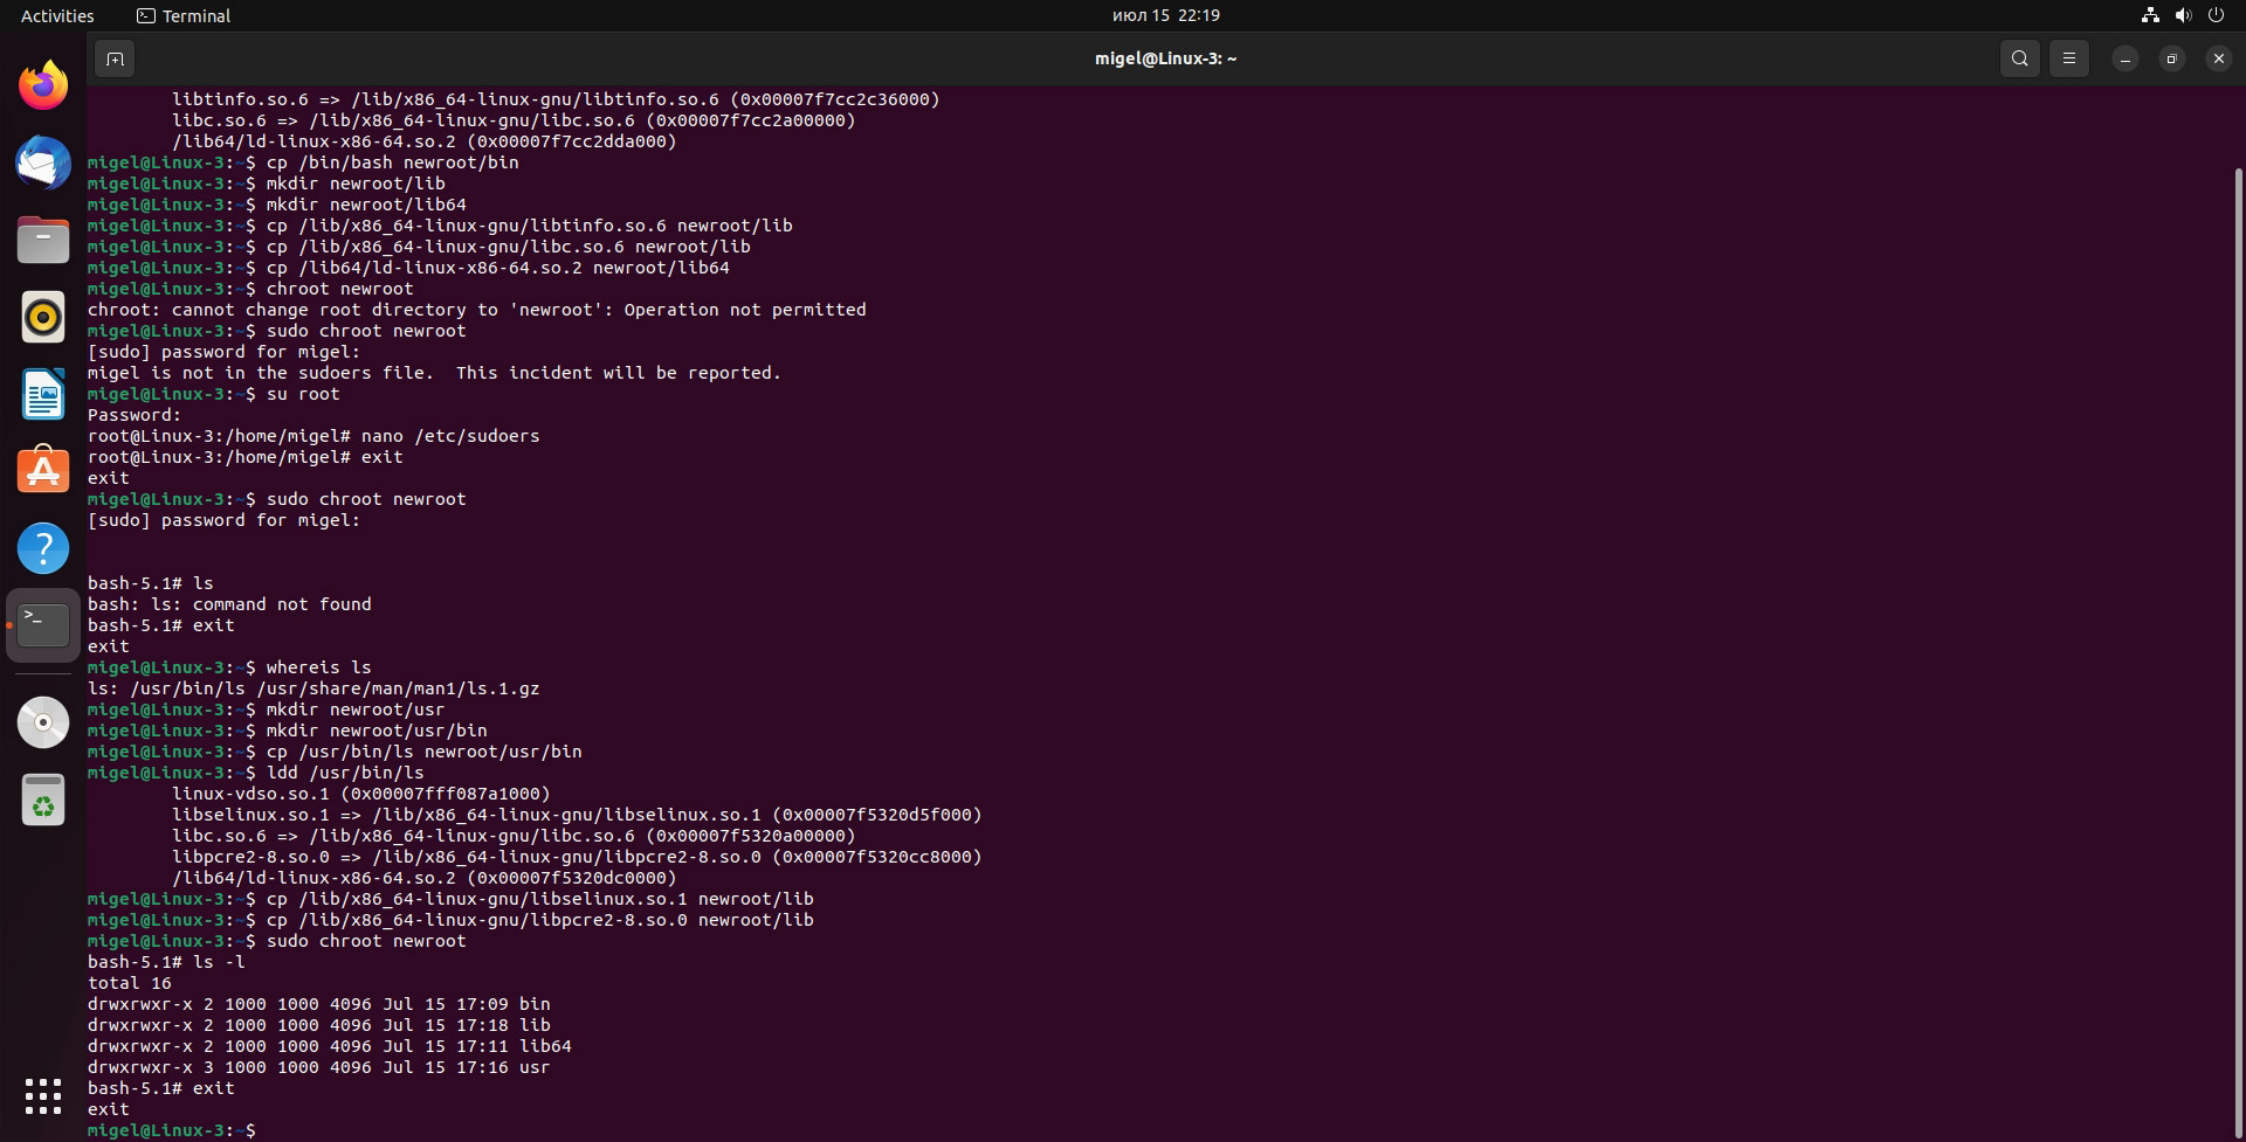 Activities
Terminal
июл 15 22:19
migel@Linux-3: ~
libtinfo.so.6 => /lib/x86_64-linux-gnu/libtinfo.so.6 (0x00007f7cc2c36000)
libc.so.6 => /lib/x86_64-linux-gnu/libc.so.6 (0x00007f7cc2a00000)
/lib64/ld-linux-x86-64.so.2 (0x00007f7cc2dda000)
migel@Linux-3:~$ cp /bin/bash newroot/bin
migel@Linux-3:~$ mkdir newroot/lib
migel@Linux-3:~$ mkdir newroot/lib64
migel@Linux-3:~$ cp /lib/x86_64-linux-gnu/libtinfo.so.6 newroot/lib
migel@Linux-3:~$ cp /lib/x86_64-linux-gnu/libc.so.6 newroot/lib
migel@Linux-3:~$ cp /lib64/ld-linux-x86-64.so.2 newroot/lib64
migel@Linux-3:~$ chroot newroot
chroot: cannot change root directory to 'newroot': Operation not permitted
migel@Linux-3:~$ sudo chroot newroot
[sudo] password for migel:
migel is not in the sudoers file.  This incident will be reported.
migel@Linux-3:~$ su root
Password:
root@Linux-3:/home/migel# nano /etc/sudoers
root@Linux-3:/home/migel# exit
exit
migel@Linux-3:~$ sudo chroot newroot
[sudo] password for migel:
bash-5.1# ls
bash: ls: command not found
bash-5.1# exit
exit
migel@Linux-3:~$ whereis ls
ls: /usr/bin/ls /usr/share/man/man1/ls.1.gz
migel@Linux-3:~$ mkdir newroot/usr
migel@Linux-3:~$ mkdir newroot/usr/bin
migel@Linux-3:~$ cp /usr/bin/ls newroot/usr/bin
migel@Linux-3:~$ ldd /usr/bin/ls
linux-vdso.so.1 (0x00007fff087a1000)
libselinux.so.1 => /lib/x86_64-linux-gnu/libselinux.so.1 (0x00007f5320d5f000)
libc.so.6 => /lib/x86_64-linux-gnu/libc.so.6 (0x00007f5320a00000)
libpcre2-8.so.0 => /lib/x86_64-linux-gnu/libpcre2-8.so.0 (0x00007f5320cc8000)
/lib64/ld-linux-x86-64.so.2 (0x00007f5320dc0000)
migel@Linux-3:~$ cp /lib/x86_64-linux-gnu/libselinux.so.1 newroot/lib
migel@Linux-3:~$ cp /lib/x86_64-linux-gnu/libpcre2-8.so.0 newroot/lib
migel@Linux-3:~$ sudo chroot newroot
bash-5.1# ls -l
total 16
drwxrwxr-x 2 1000 1000 4096 Jul 15 17:09 bin
drwxrwxr-x 2 1000 1000 4096 Jul 15 17:18 lib
drwxrwxr-x 2 1000 1000 4096 Jul 15 17:11 lib64
drwxrwxr-x 3 1000 1000 4096 Jul 15 17:16 usr
bash-5.1# exit
exit
migel@Linux-3:~$